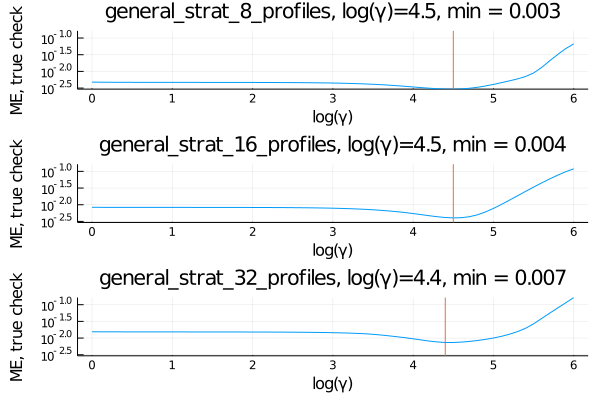 general_strat_8_profiles, log(γ)=4.5, min = 0.003
ME, true check
10^-1.0
10^-1.5
10^-2.0
10^-2.5
0 1 2 3 4 5 6
log(γ)
general_strat_16_profiles, log(γ)=4.5, min = 0.004
ME, true check
10^-1.0
10^-1.5
10^-2.0
10^-2.5
0 1 2 3 4 5 6
log(γ)
general_strat_32_profiles, log(γ)=4.4, min = 0.007
ME, true check
10^-1.0
10^-1.5
10^-2.0
10^-2.5
0 1 2 3 4 5 6
log(γ)